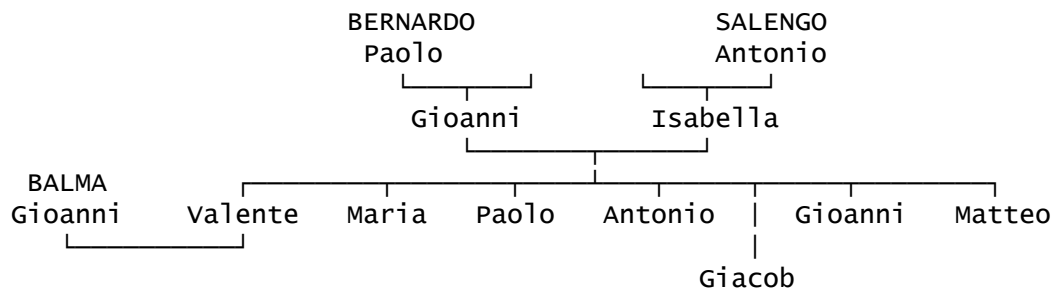 BERNARDO SALENGO
Paolo Antonio
Gioanni Isabella
BALMA
Gioanni Valente Maria Paolo Antonio Gioanni Matteo
Giacob